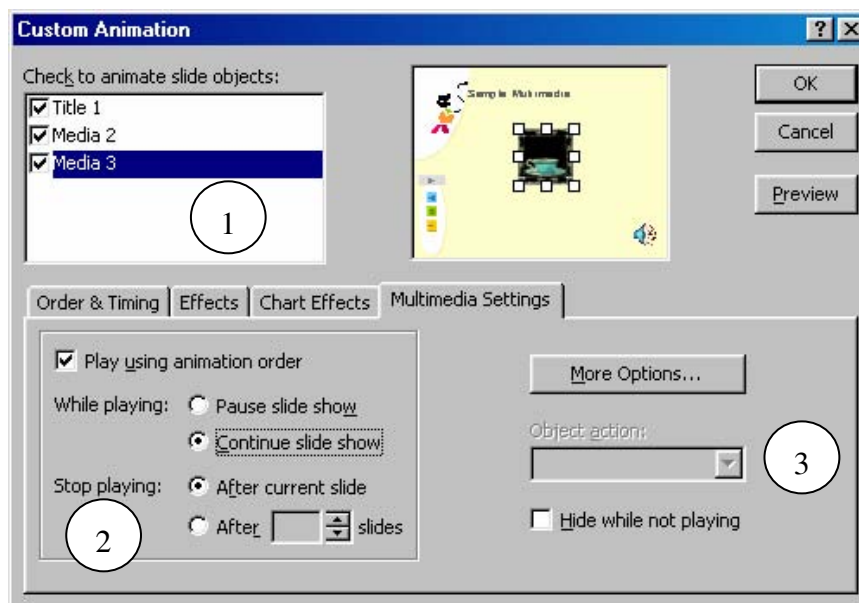 Custom Animation
Check to animate slide objects:
Title 1
Media 2
Media 3
1
Sample Multimedia
OK
Cancel
Preview
Order & Timing
Effects
Chart Effects
Multimedia Settings
Play using animation order
While playing:
Pause slide show
Continue slide show
Stop playing:
After current slide
After
slides
2
More Options...
Object action:
3
Hide while not playing